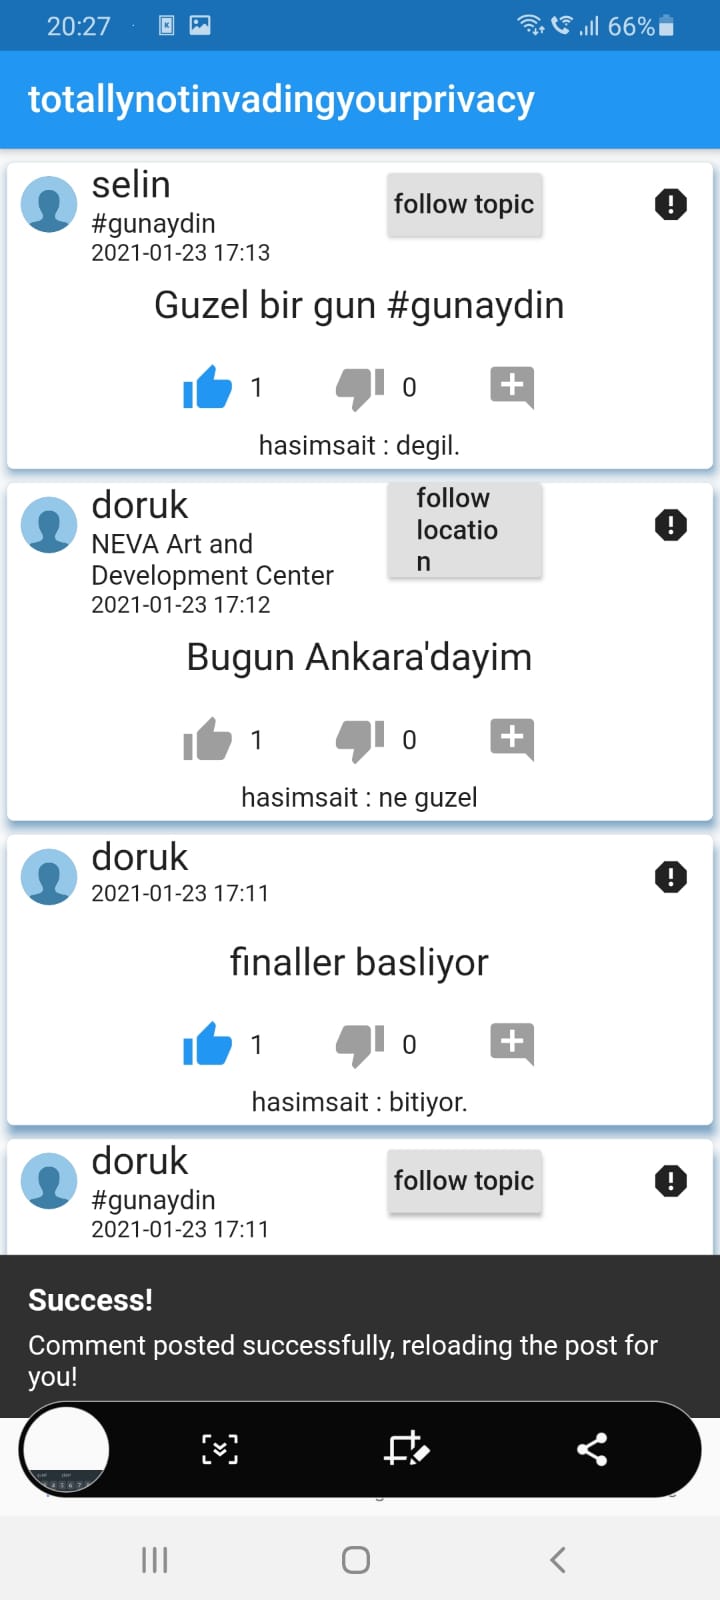 20:27
66%
totallynotinvadingyourprivacy
selin
#gunaydin
2021-01-23 17:13
follow topic
Guzel bir gun #gunaydin
1
0
hasimsait : degil.
doruk
NEVA Art and
Development Center
2021-01-23 17:12
follow
locatio
n
Bugun Ankara'dayim
1
0
hasimsait : ne guzel
doruk
2021-01-23 17:11
finaller basliyor
1
0
hasimsait : bitiyor.
doruk
#gunaydin
2021-01-23 17:11
follow topic
Success!
Comment posted successfully, reloading the post for
you!